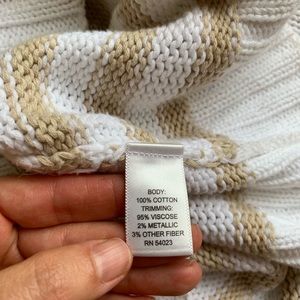 BODY:
100% COTTON
TRIMMING:
95% VISCOSE
2% METALLIC
3% OTHER FIBER
RN 54023